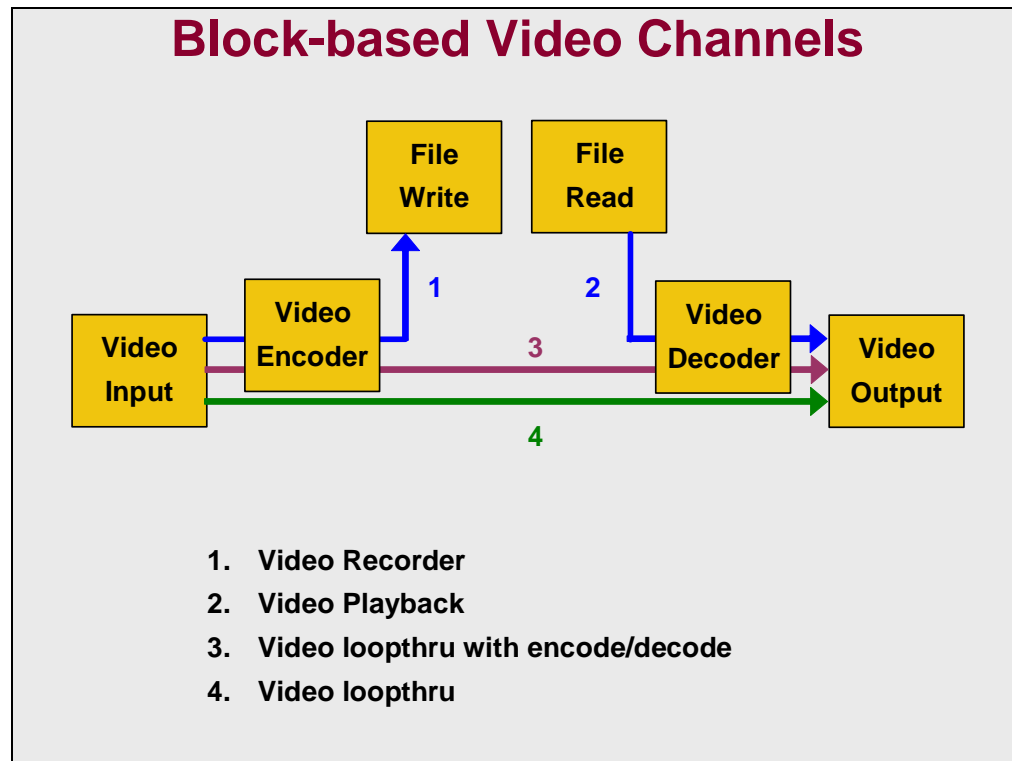 Block-based Video Channels
File
Write
File
Read
1
2
Video
Encoder
Video
Decoder
Video
Input
3
Video
Output
4
1. Video Recorder
2. Video Playback
3. Video loopthru with encode/decode
4. Video loopthru